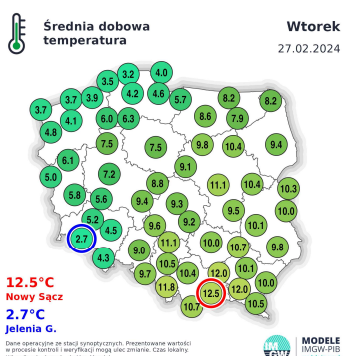 Średnia dobowa
temperatura
Wtorek
27.02.2024
3.5 3.2 4.0
3.7 3.7 3.9 4.2 4.6 5.7 8.2 8.2
4.8 4.1 6.0 6.3 8.6 7.9
6.1 7.5 7.5 9.8 10.4 9.4
5.0 7.2 9.1
5.8 5.6 8.8 11.1 10.4 10.3
9.4 9.3 9.5 10.0
5.2 4.5 9.6 9.2 10.1
2.7 9.0 11.1 10.0 10.7 9.8
4.3 9.7 10.5 10.4 12.0 10.1
11.8 12.5 12.0 10.0
10.7 10.5
12.5°C
Nowy Sącz
2.7°C
Jelenia G.
Dane operacyjne ze stacji synoptycznych. Prezentowane wartości
w procesie kontroli i weryfikacji mogą ulec zmianie. Czas lokalny.
IM
GW
MODELE
IMGW-PIB